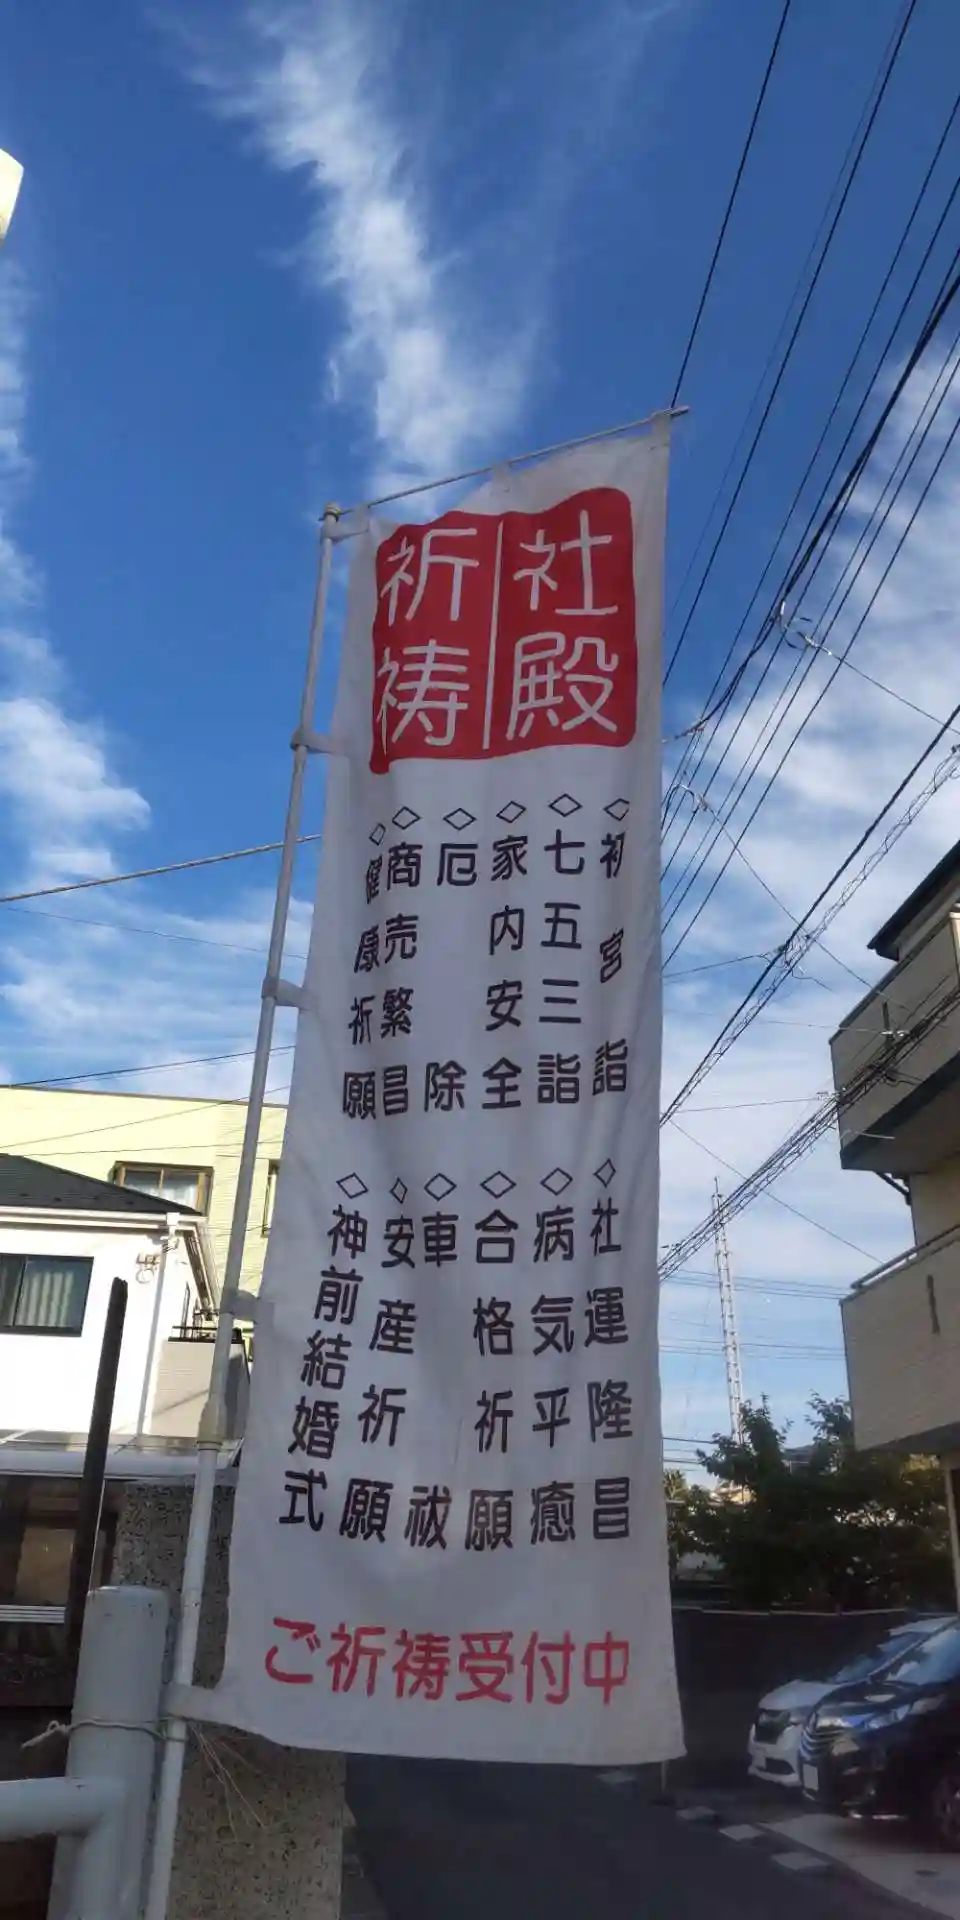 社殿
祈祷
◇初宮詣
◇七五三詣
◇家内安全
◇厄除
◇商売繁昌
◇健康祈願
◇社運隆昌
◇病気平癒
◇合格祈願
◇車祓
◇安産祈願
◇神前結婚式
ご祈祷受付中